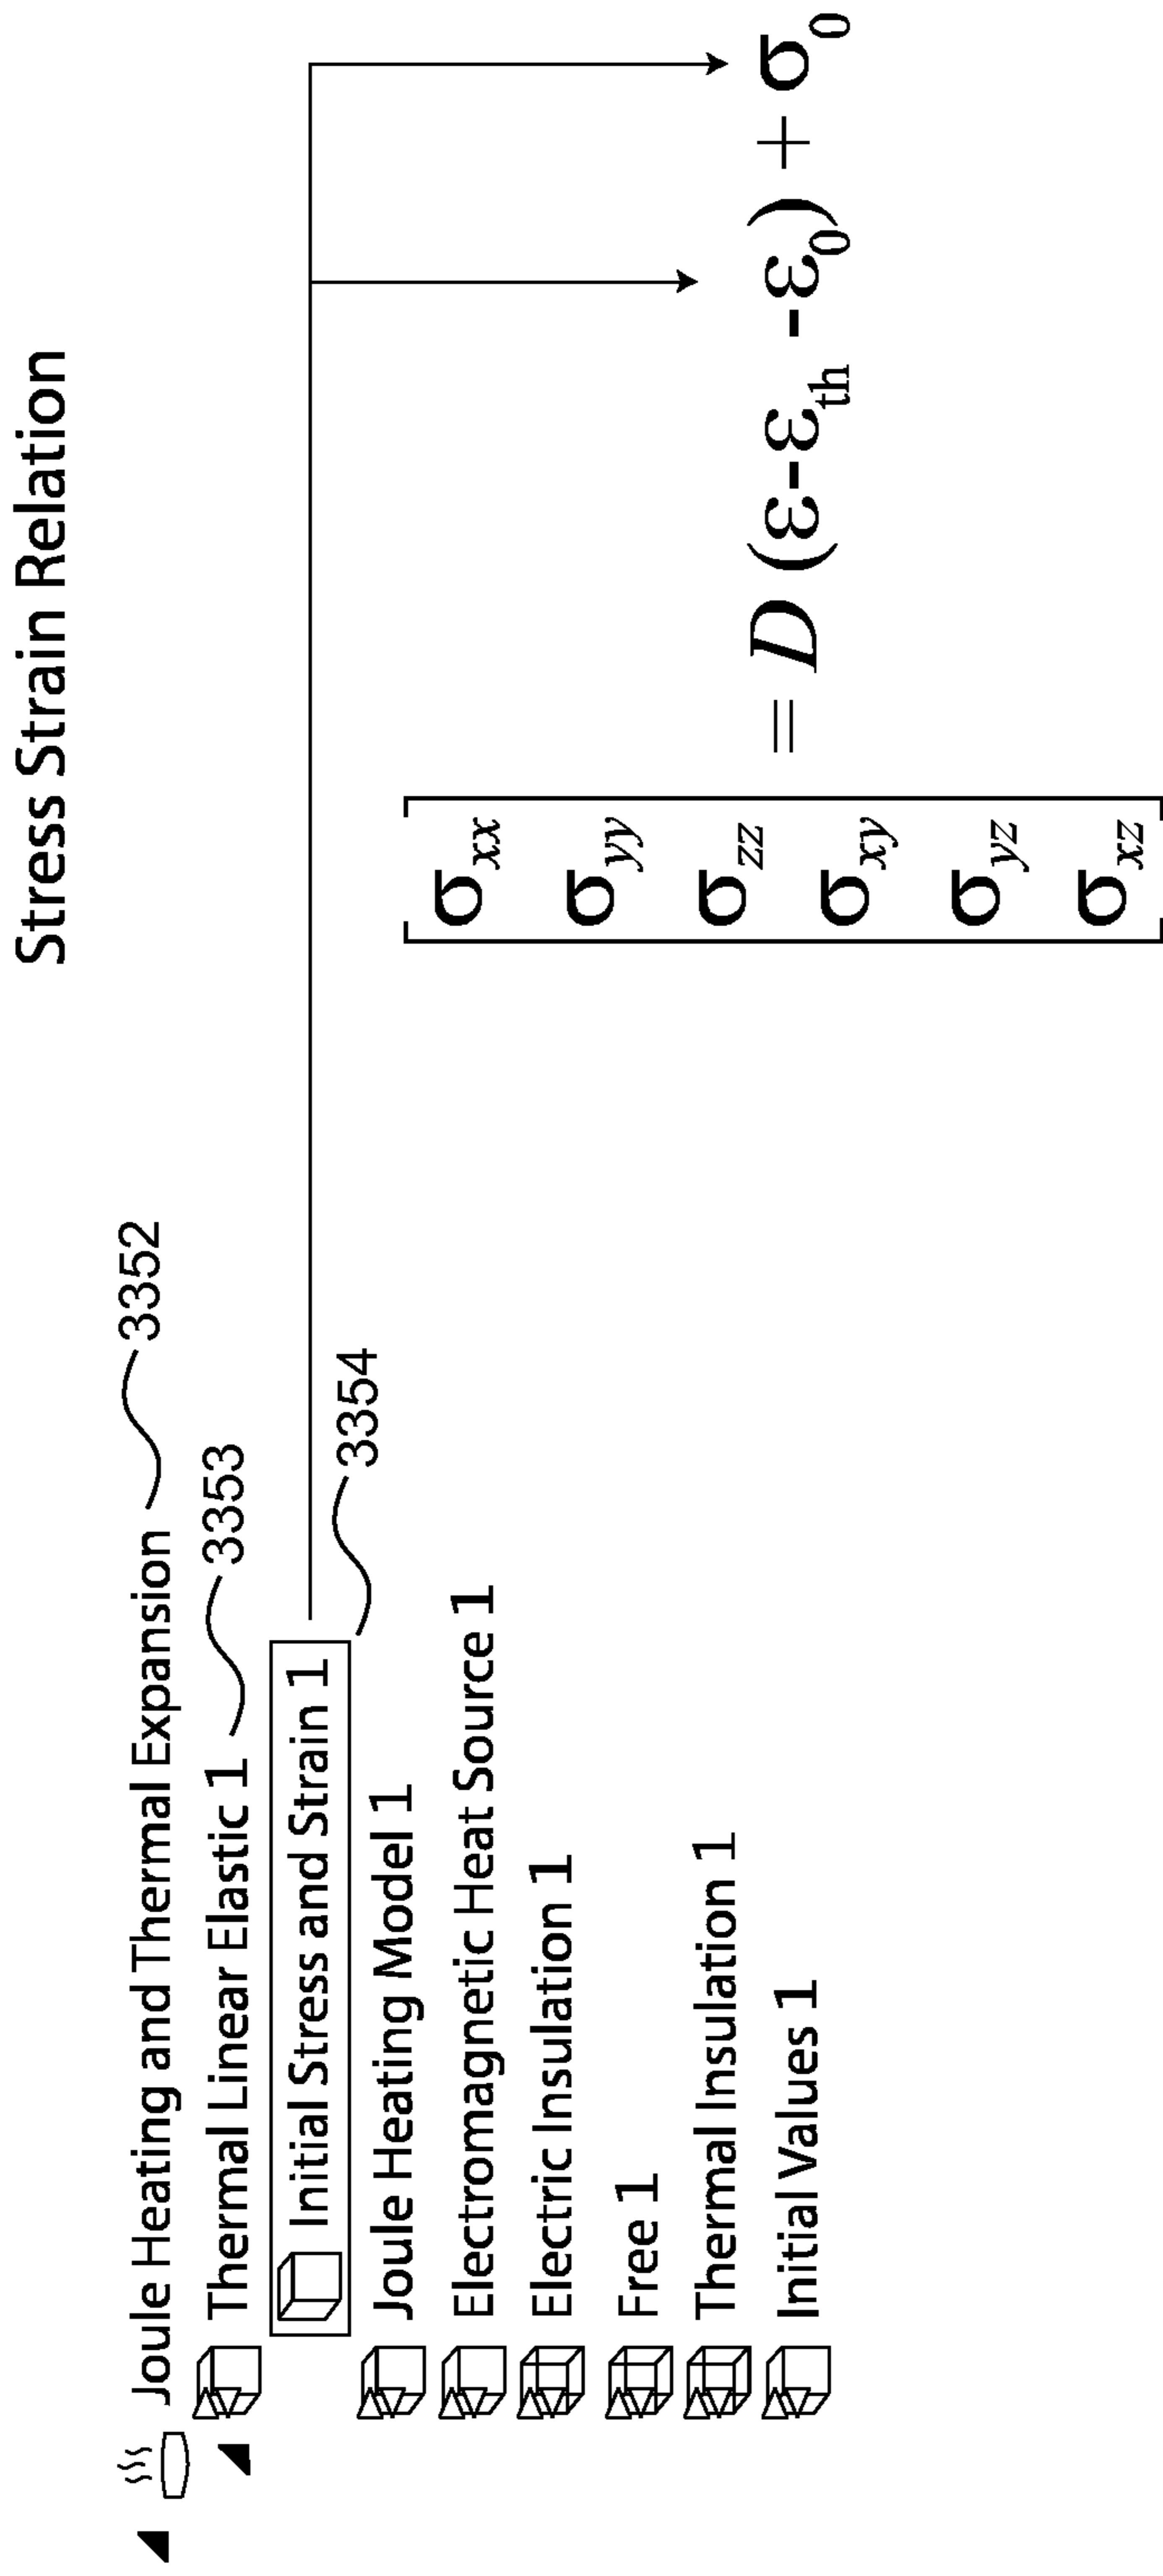 Stress Strain Relation
Joule Heating and Thermal Expansion 3352
Thermal Linear Elastic 1 3353
Initial Stress and Strain 1
3354
Joule Heating Model 1
Electromagnetic Heat Source 1
Electric Insulation 1
Free 1
Thermal Insulation 1
Initial Values 1
σxx
σyy
σzz
σxy
σyz
σxz
= D (ε-εth -ε0) + σ0